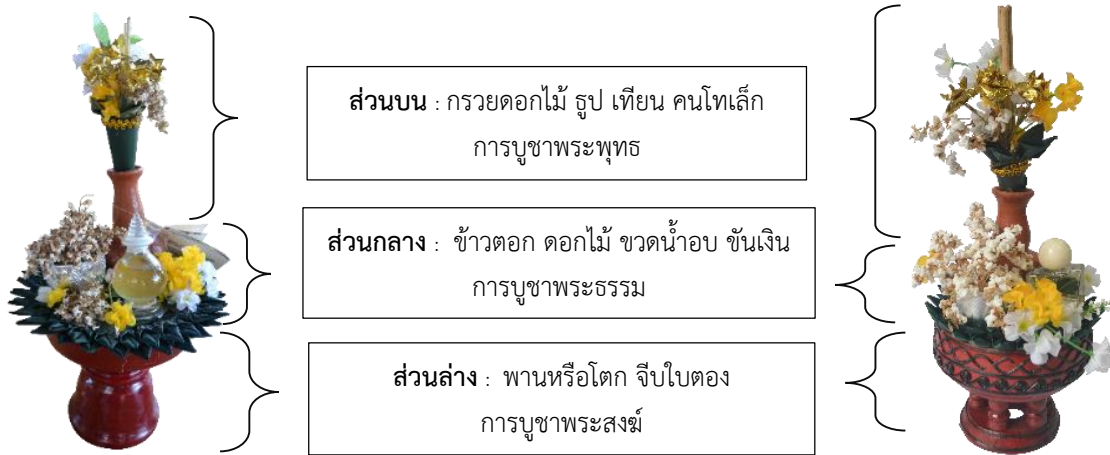 ส่วนบน : กรวยดอกไม้ ธูป เทียน คนโทเล็ก
การบูชาพระพุทธ
ส่วนกลาง : ข้าวตอก ดอกไม้ ขวดน้ำอบ ขันเงิน
การบูชาพระธรรม
ส่วนล่าง : พานหรือโตก จีบใบตอง
การบูชาพระสงฆ์